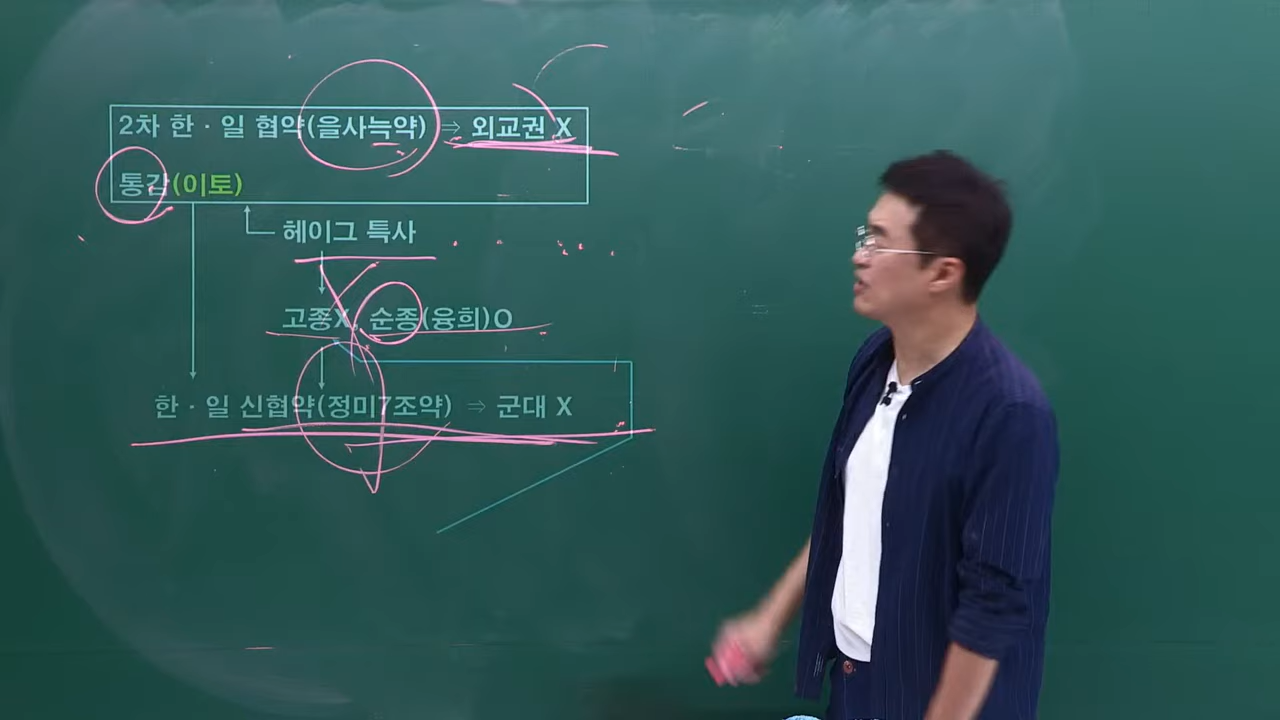 2차 한·일 협약(을사늑약) ⇒ 외교권 X
통감(이토)
헤이그 특사
고종X, 순종(융희)O
한·일 신협약(정미7조약) ⇒ 군대 X